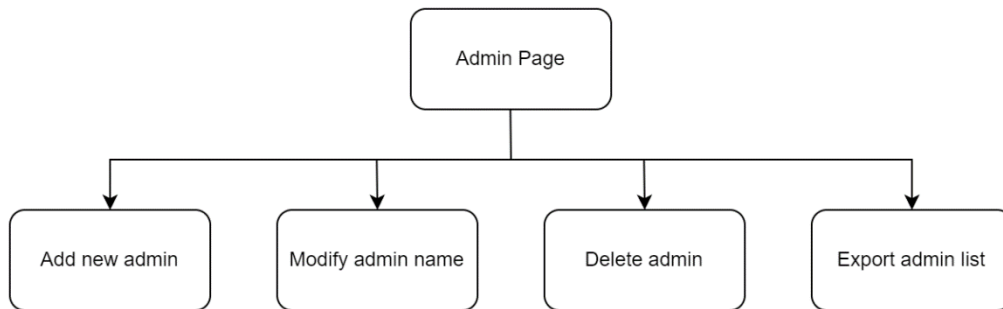 Admin Page
Add new admin
Modify admin name
Delete admin
Export admin list